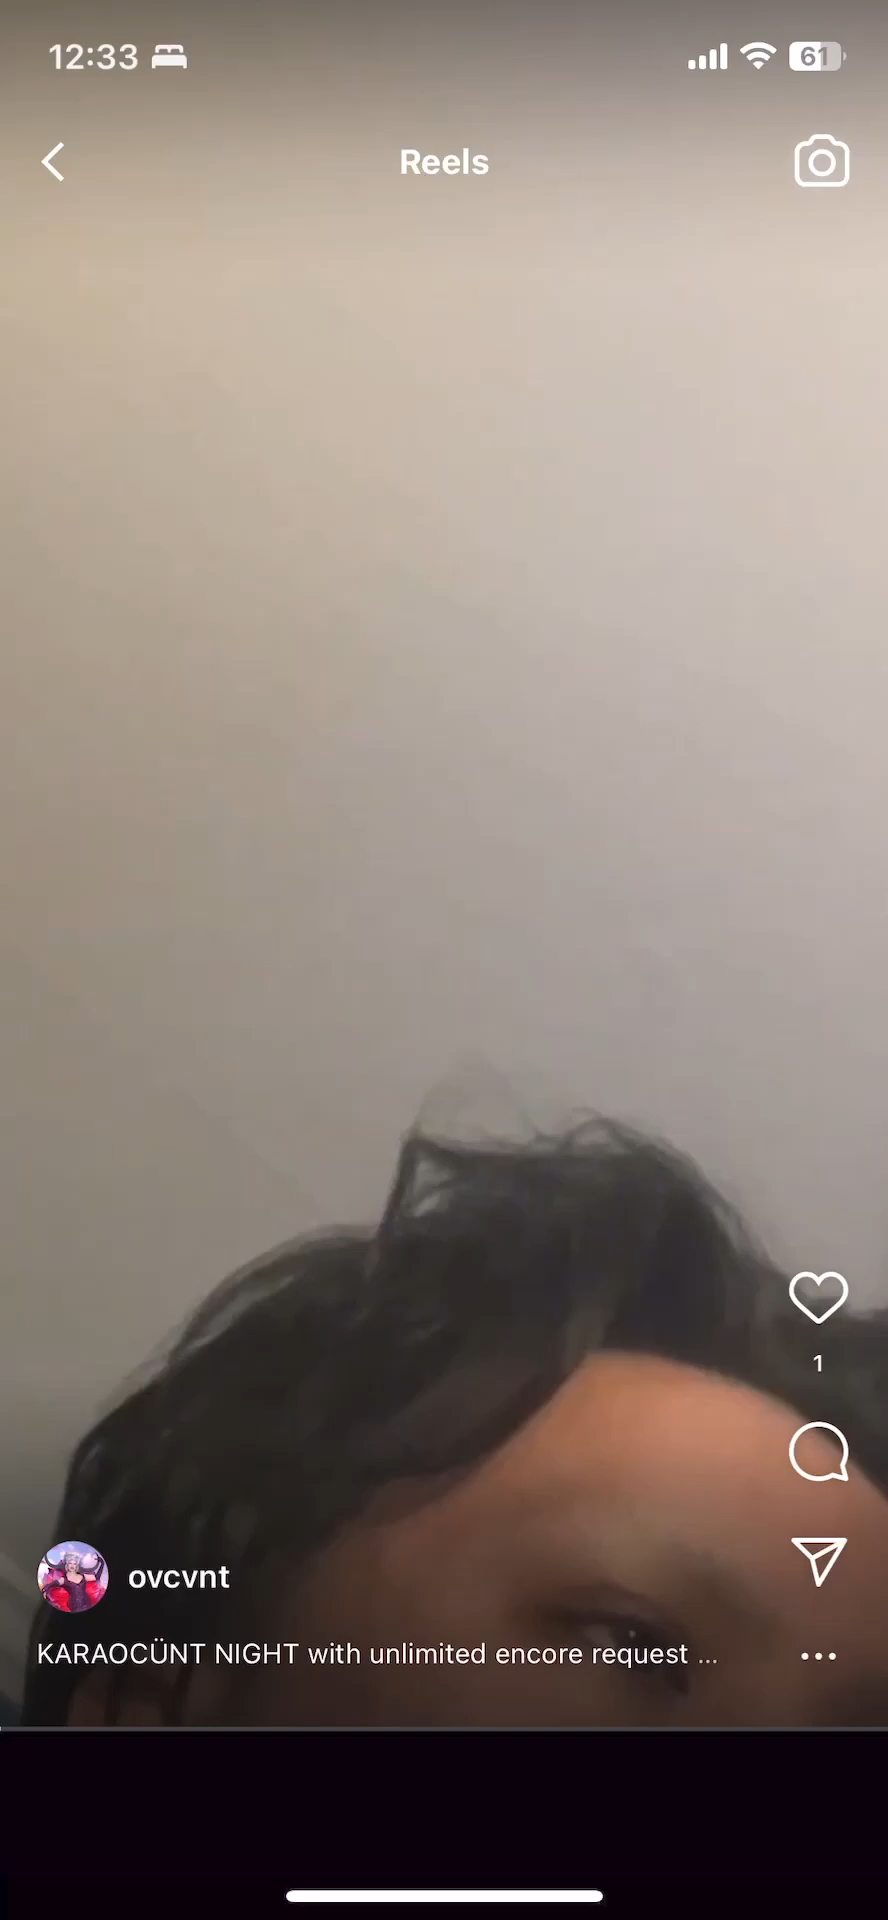 12:33
61
Reels
1
ovcvnt
KARAOCÜNT NIGHT with unlimited encore request ...